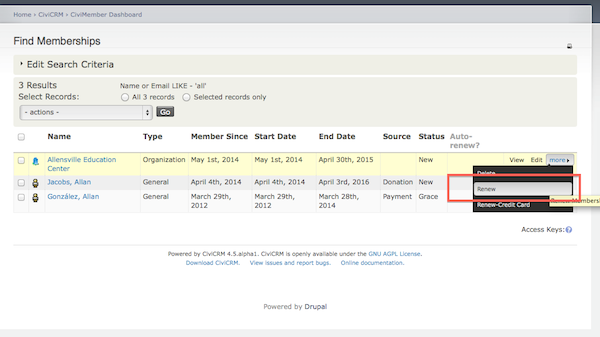 Home › CiviCRM › CiviMember Dashboard
Find Memberships
Edit Search Criteria
3 Results Name or Email LIKE - 'all'
Select Records: All 3 records Selected records only
- actions - Go
Name Type Member Since Start Date End Date Source Status Auto-renew?
Allensville Education Center Organization May 1st, 2014 May 1st, 2014 April 30th, 2015 New View Edit more
Delete
Jacobs, Allan General April 4th, 2014 April 4th, 2014 April 3rd, 2016 Donation New
Renew
González, Allan General March 29th, 2012 March 29th, 2012 March 28th, 2014 Payment Grace
Renew Membersh
Renew-Credit Card
Access Keys:
Powered by CiviCRM 4.5.alpha1. CiviCRM is openly available under the GNU AGPL License.
Download CiviCRM. View issues and report bugs. Online documentation.
Powered by Drupal